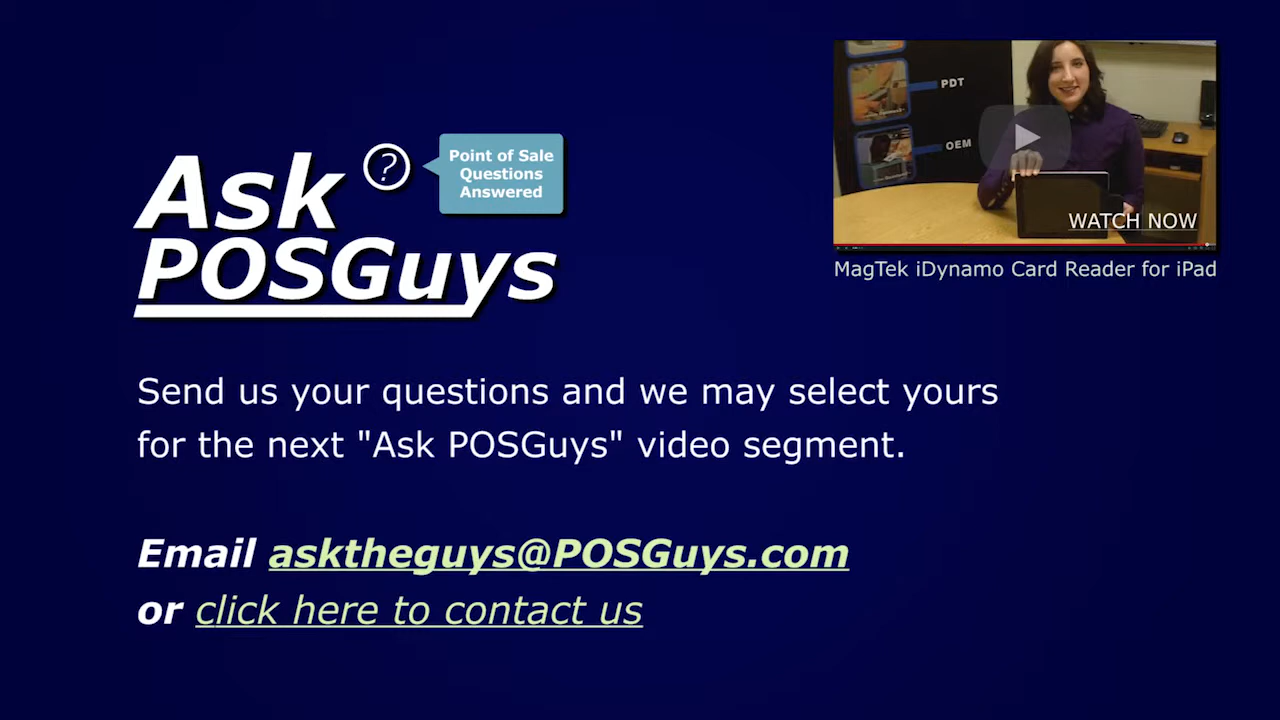 Ask
?
Point of Sale
Questions
Answered
POSGuys
PDT
OEM
WATCH NOW
MagTek iDynamo Card Reader for iPad
Send us your questions and we may select yours
for the next "Ask POSGuys" video segment.
Email asktheguys@POSGuys.com
or click here to contact us